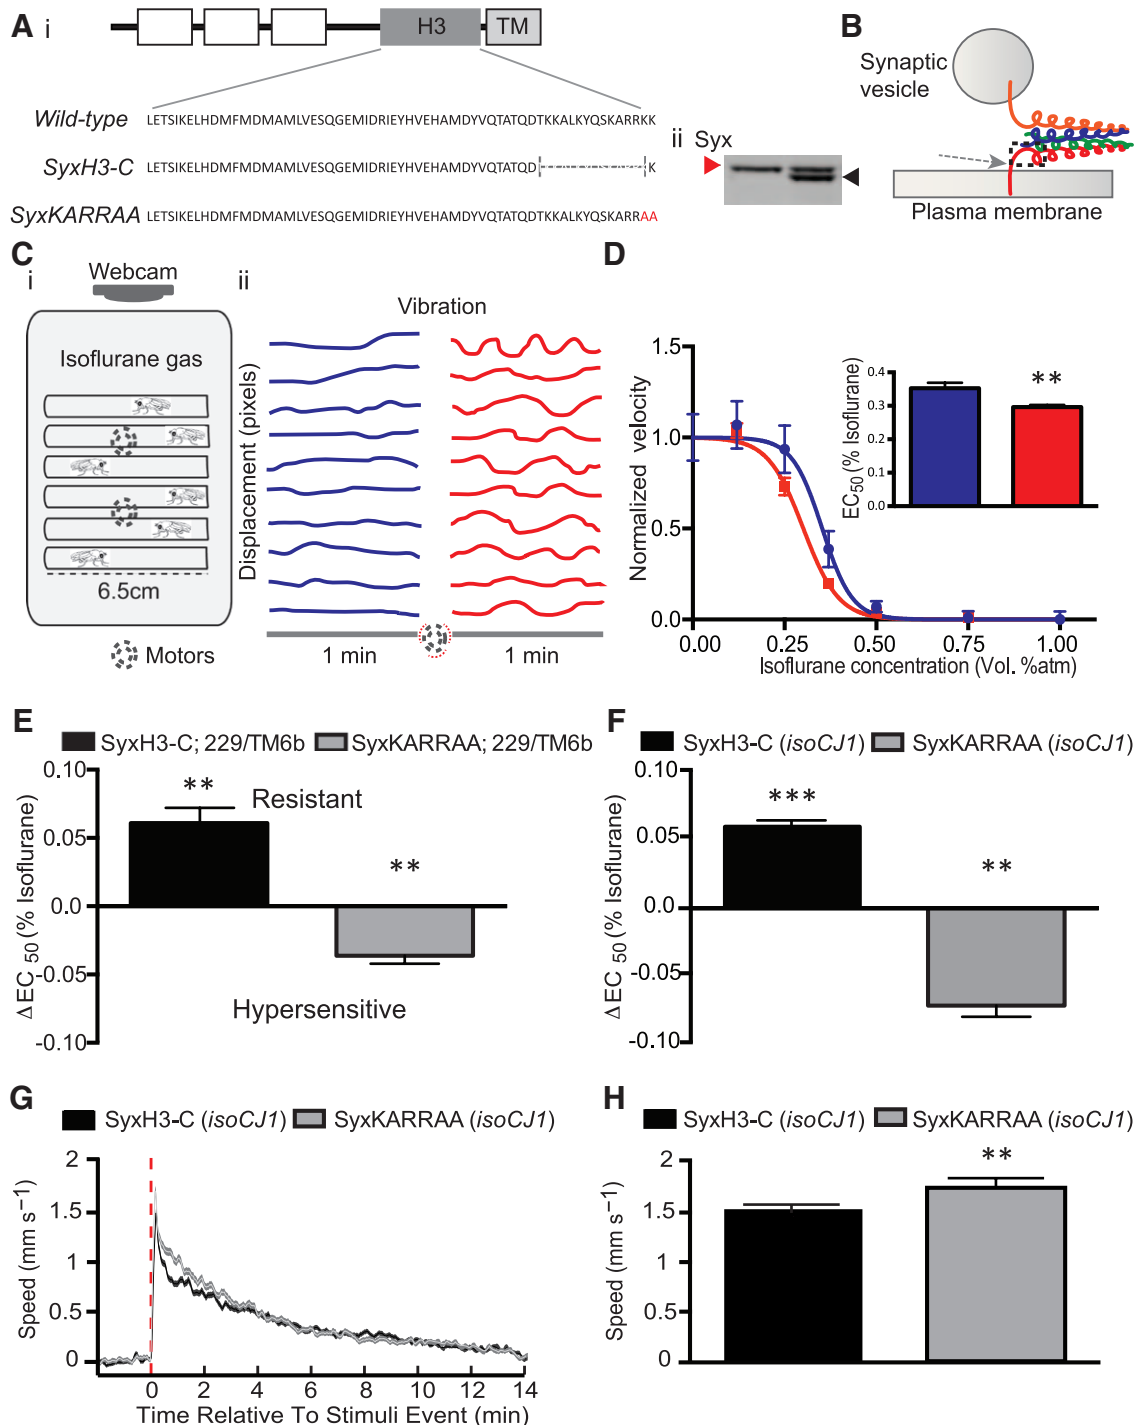 A i
H3 TM
Wild-type LETSIKELHDMFMDMAMLVESQGEMIDRIEYHVEHAMDYVQTATQDTKKALKYQSKARRKK
SyxH3-C LETSIKELHDMFMDMAMLVESQGEMIDRIEYHVEHAMDYVQTATQD K
SyxKARRAA LETSIKELHDMFMDMAMLVESQGEMIDRIEYHVEHAMDYVQTATQDTKKALKYQSKARRAA
ii Syx
B
Synaptic
vesicle
Plasma membrane
C
i
Webcam
Isoflurane gas
6.5cm
Motors
ii
Vibration
Displacement (pixels)
1 min 1 min
D
Normalized velocity
1.5
1.0
0.5
0.0
0.00 0.25 0.50 0.75 1.00
Isoflurane concentration (Vol. %atm)
EC50 (% Isoflurane)
0.4
0.3
0.2
0.1
0.0
**
E
SyxH3-C; 229/TM6b SyxKARRAA; 229/TM6b
ΔEC 50 (% Isoflurane)
0.10
0.05
0.0
-0.05
-0.10
** Resistant
**
Hypersensitive
F
SyxH3-C (isoCJ1) SyxKARRAA (isoCJ1)
ΔEC 50 (% Isoflurane)
0.10
0.05
0.0
-0.05
-0.10
***
**
G
SyxH3-C (isoCJ1) SyxKARRAA (isoCJ1)
Speed (mm s−1)
2
1.5
1
0.5
0
0 2 4 6 8 10 12 14
Time Relative To Stimuli Event (min)
H
SyxH3-C (isoCJ1) SyxKARRAA (isoCJ1)
Speed (mm s−1)
2
1.5
1
0.5
0
**